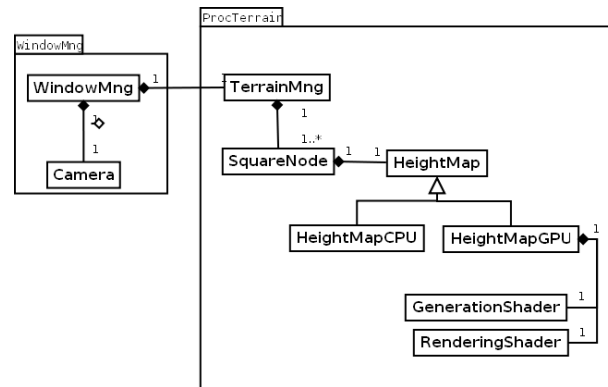 ProcTerrain
WindowMng
WindowMng
1
1
TerrainMng
1
1
1
1..*
Camera
SquareNode
1
1
HeightMap
HeightMapCPU
HeightMapGPU
1
GenerationShader
1
RenderingShader
1